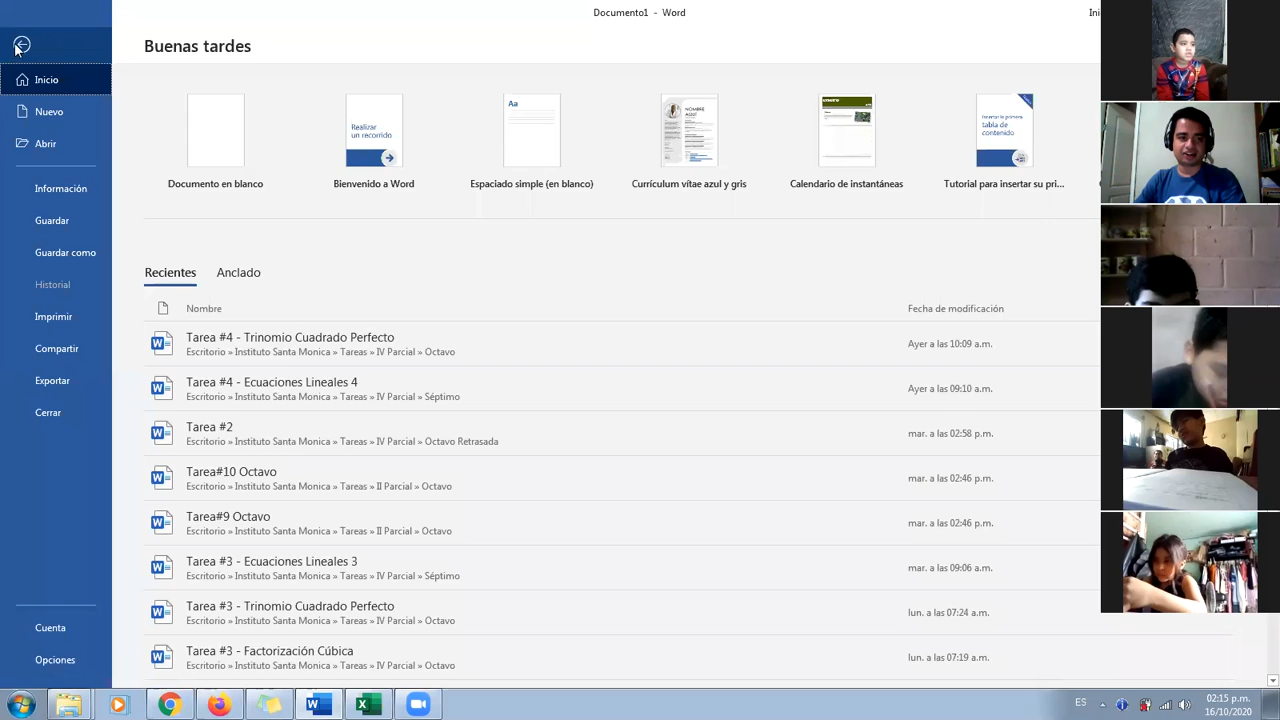 Documento1 - Word
Ini
Buenas tardes
Inicio
Nuevo
Abrir
Información
Guardar
Guardar como
Historial
Imprimir
Compartir
Exportar
Cerrar
Cuenta
Opciones
Aa
Realizar
un recorrido
NOMBRE
AQUÍ
Insertar la primera
tabla de
contenido
Documento en blanco
Bienvenido a Word
Espaciado simple (en blanco)
Currículum vítae azul y gris
Calendario de instantáneas
Tutorial para insertar su pri...
Recientes
Anclado
Nombre
Fecha de modificación
Tarea #4 - Trinomio Cuadrado Perfecto
Escritorio » Instituto Santa Monica » Tareas » IV Parcial » Octavo
Ayer a las 10:09 a.m.
Tarea #4 - Ecuaciones Lineales 4
Escritorio » Instituto Santa Monica » Tareas » IV Parcial » Séptimo
Ayer a las 09:10 a.m.
Tarea #2
Escritorio » Instituto Santa Monica » Tareas » IV Parcial » Octavo Retrasada
mar. a las 02:58 p.m.
Tarea#10 Octavo
Escritorio » Instituto Santa Monica » Tareas » II Parcial » Octavo
mar. a las 02:46 p.m.
Tarea#9 Octavo
Escritorio » Instituto Santa Monica » Tareas » II Parcial » Octavo
mar. a las 02:46 p.m.
Tarea #3 - Ecuaciones Lineales 3
Escritorio » Instituto Santa Monica » Tareas » IV Parcial » Séptimo
mar. a las 09:06 a.m.
Tarea #3 - Trinomio Cuadrado Perfecto
Escritorio » Instituto Santa Monica » Tareas » IV Parcial » Octavo
lun. a las 07:24 a.m.
Tarea #3 - Factorización Cúbica
Escritorio » Instituto Santa Monica » Tareas » IV Parcial » Octavo
lun. a las 07:19 a.m.
ES
02:15 p.m.
16/10/2020